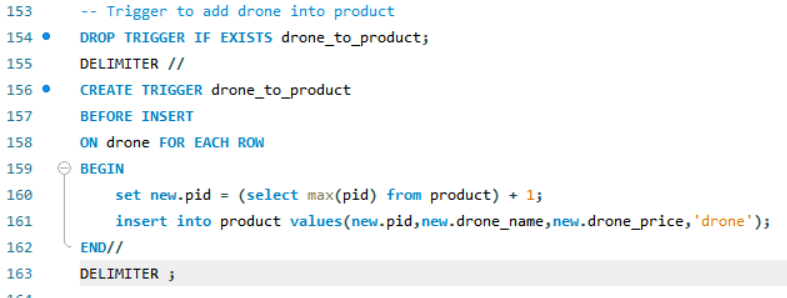 153 -- Trigger to add drone into product
154 DROP TRIGGER IF EXISTS drone_to_product;
155 DELIMITER //
156 CREATE TRIGGER drone_to_product
157 BEFORE INSERT
158 ON drone FOR EACH ROW
159 BEGIN
160 set new.pid = (select max(pid) from product) + 1;
161 insert into product values(new.pid,new.drone_name,new.drone_price,'drone');
162 END//
163 DELIMITER ;